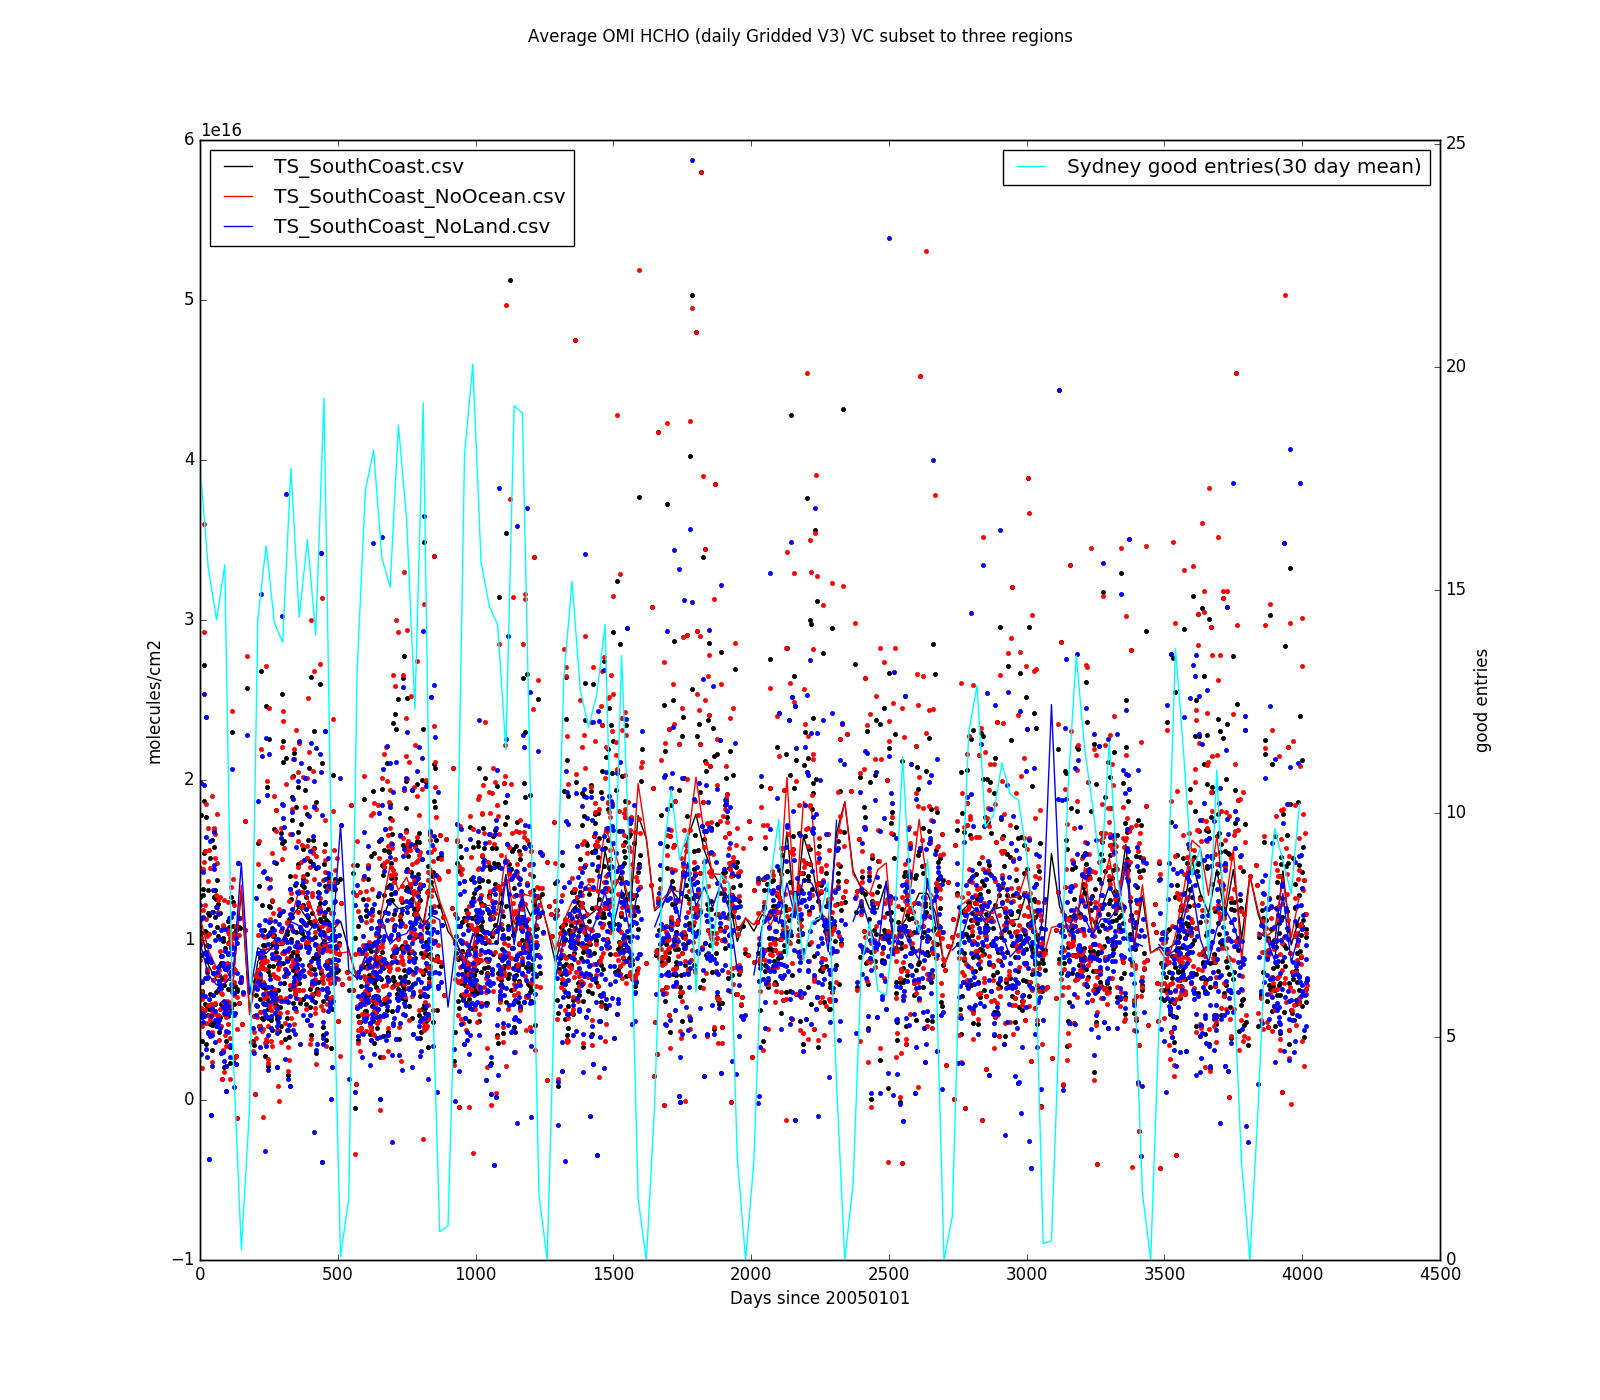 Average OMI HCHO (daily Gridded V3) VC subset to three regions
1e16
TS_SouthCoast.csv
TS_SouthCoast_NoOcean.csv
TS_SouthCoast_NoLand.csv
Sydney good entries(30 day mean)
6
5
4
3
2
1
0
−1
molecules/cm2
25
20
15
10
5
0
good entries
0 500 1000 1500 2000 2500 3000 3500 4000 4500
Days since 20050101